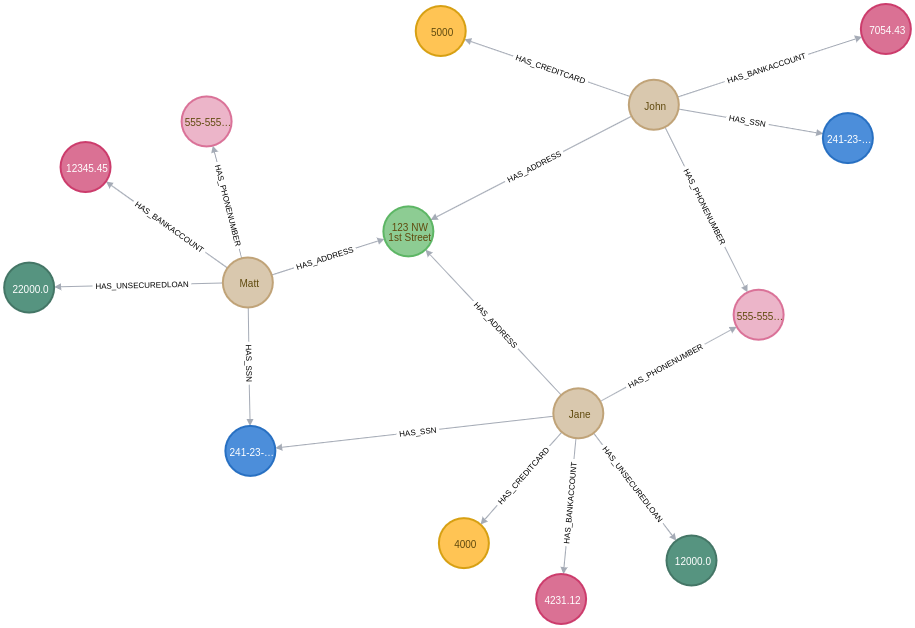 5000
7054.43
HAS_CREDITCARD
HAS_BANKACCOUNT
John
555-555...
HAS_SSN
241-23-...
12345.45
HAS_PHONENUMBER
HAS_ADDRESS
HAS_PHONENUMBER
HAS_BANKACCOUNT
123 NW
1st Street
HAS_ADDRESS
Matt
22000.0
HAS_UNSECUREDLOAN
555-555...
HAS_ADDRESS
HAS_SSN
HAS_PHONENUMBER
Jane
HAS_SSN
241-23-...
HAS_CREDITCARD
HAS_BANKACCOUNT
HAS_UNSECUREDLOAN
4000
12000.0
4231.12